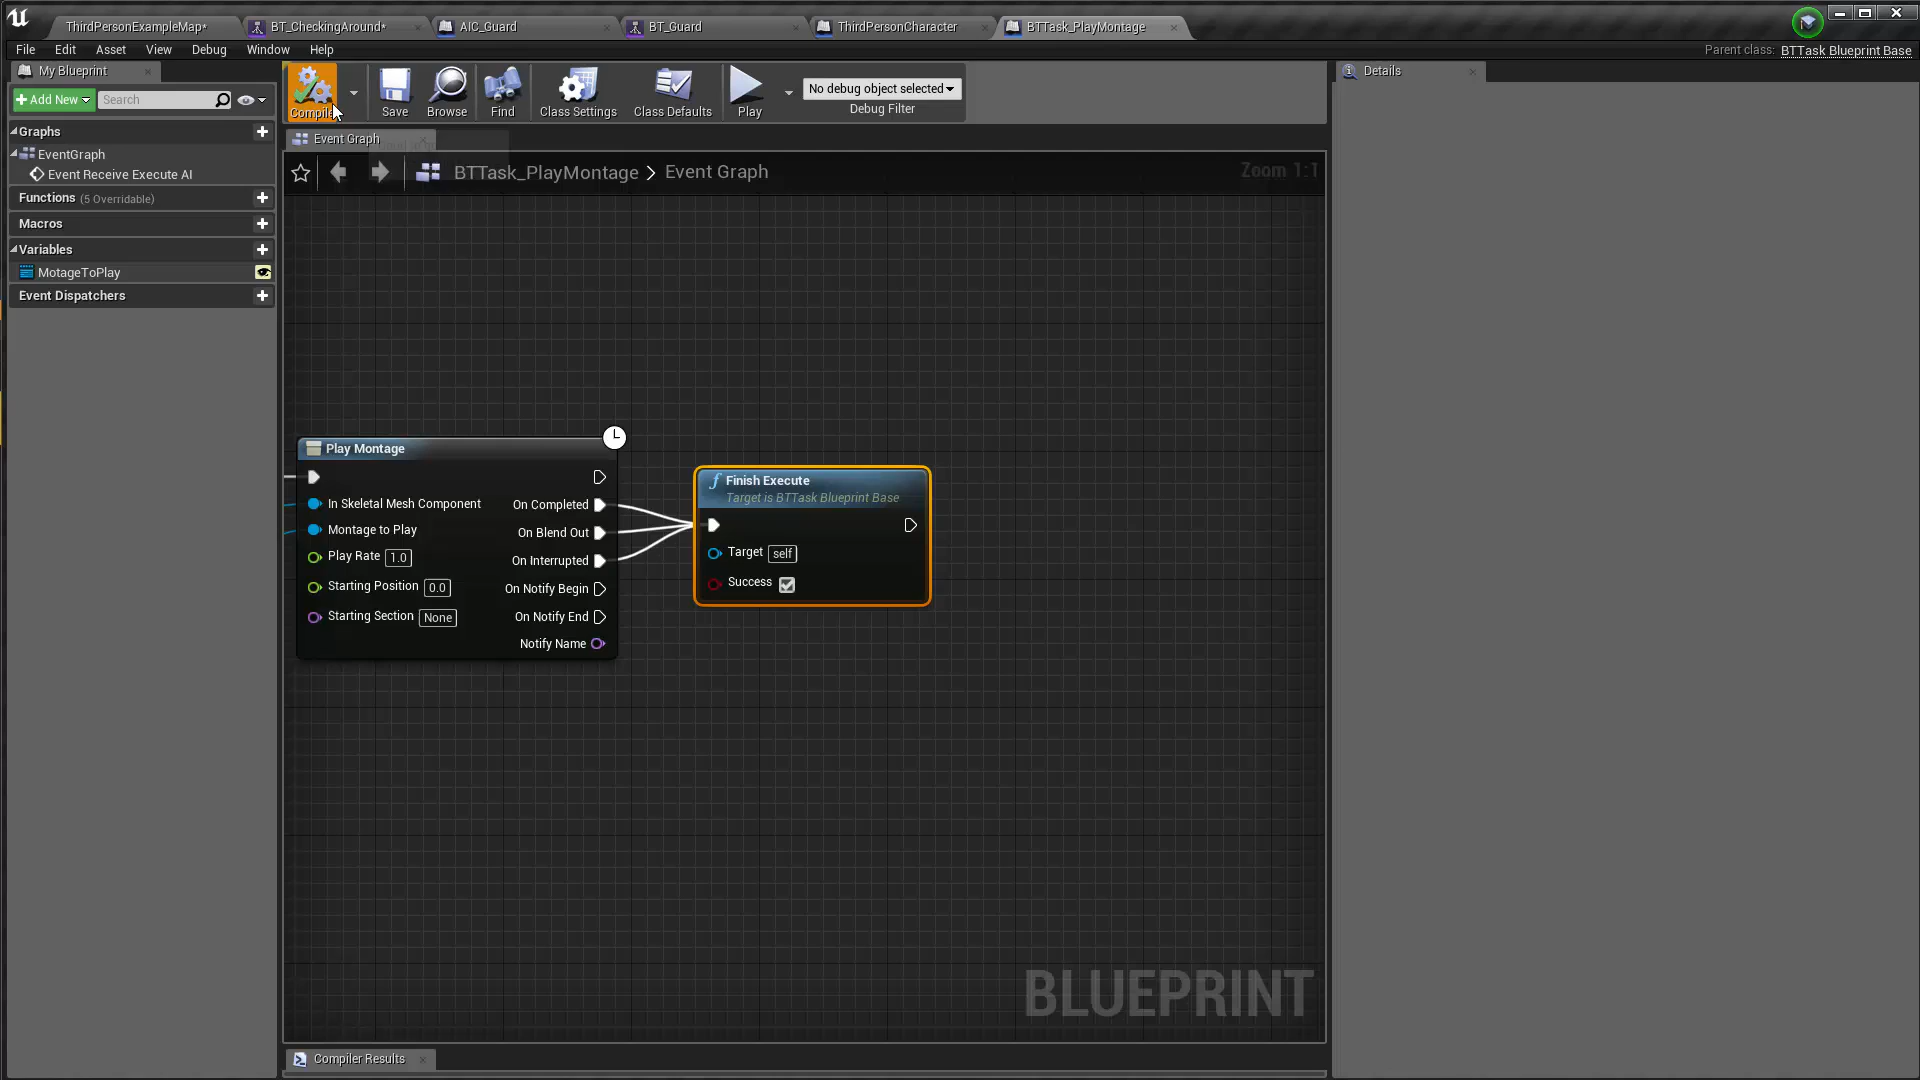 ThirdPersonExampleMap*
BT_CheckingAround*
AIC_Guard
BT_Guard
ThirdPersonCharacter
BTTask_PlayMontage
File
Edit
Asset
View
Debug
Window
Help
Parent class: BTTask Blueprint Base
My Blueprint
Details
Add New
Search
Compile
Save
Browse
Find
Class Settings
Class Defaults
Play
No debug object selected
Debug Filter
Graphs
EventGraph
Event Receive Execute AI
Functions (5 Overridable)
Macros
Variables
MotageToPlay
Event Dispatchers
Event Graph
BTTask_PlayMontage > Event Graph
Zoom 1:1
Play Montage
In Skeletal Mesh Component
Montage to Play
Play Rate 1.0
Starting Position 0.0
Starting Section None
On Completed
On Blend Out
On Interrupted
On Notify Begin
On Notify End
Notify Name
f Finish Execute
Target is BTTask Blueprint Base
Target self
Success
BLUEPRINT
Compiler Results